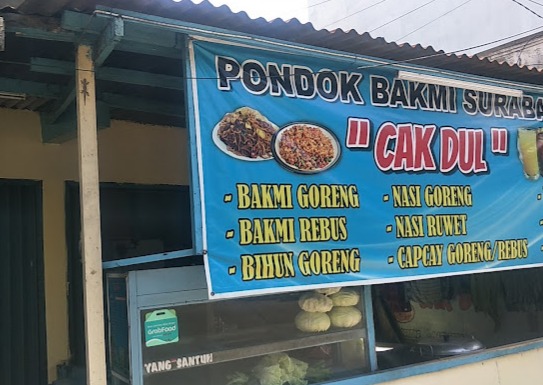 PONDOK BAKMI SURABA
" CAK DUL "
- BAKMI GORENG
- BAKMI REBUS
- BIHUN GORENG
- NASI GORENG
- NASI RUWET
- CAPCAY GORENG/REBUS
GrabFood
YANG SANTUN